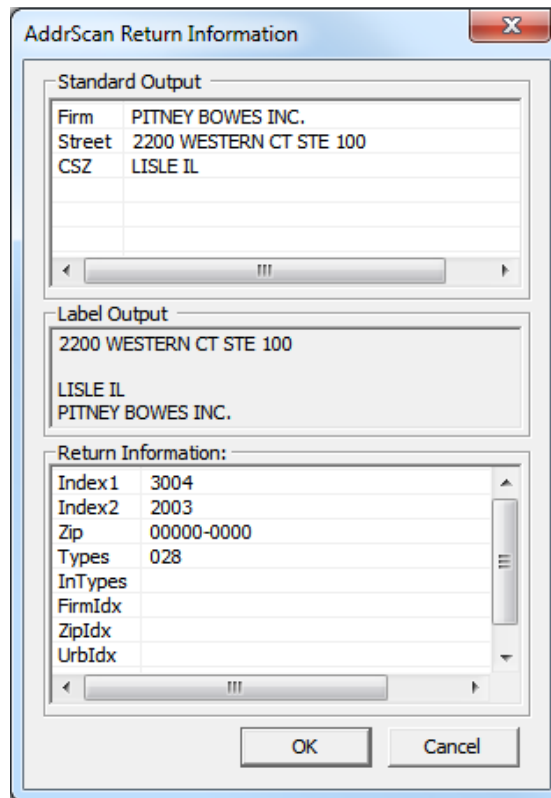 AddrScan Return Information
Standard Output
Firm PITNEY BOWES INC.
Street 2200 WESTERN CT STE 100
CSZ LISLE IL
Label Output
2200 WESTERN CT STE 100
LISLE IL
PITNEY BOWES INC.
Return Information:
Index1 3004
Index2 2003
Zip 00000-0000
Types 028
InTypes
FirmIdx
ZipIdx
UrbIdx
OK Cancel